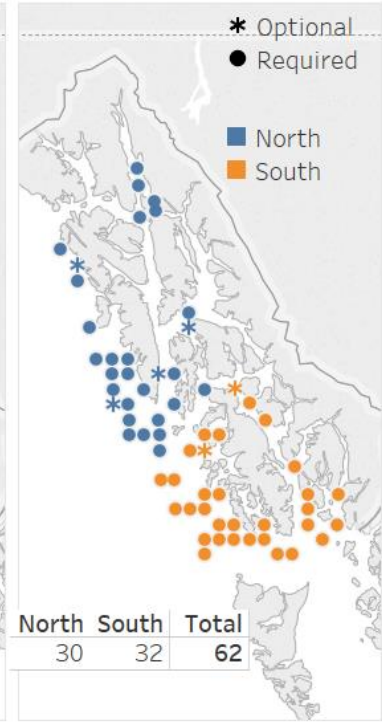 * Optional
Required
North
South
North South Total
30 32 62